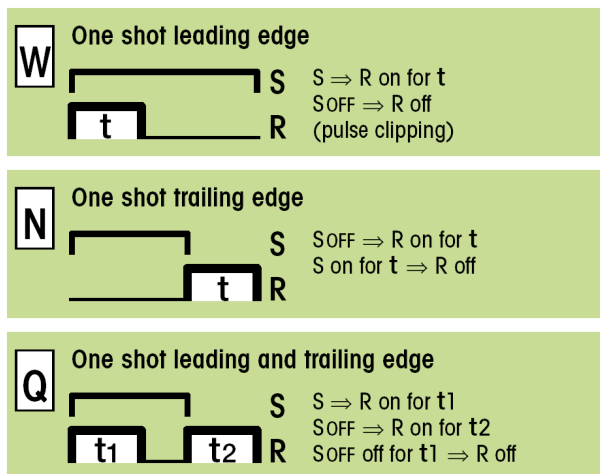 W
One shot leading edge
S S ⇒ R on for t
SOFF ⇒ R off
t R (pulse clipping)
N
One shot trailing edge
S SOFF ⇒ R on for t
t R S on for t ⇒ R off
Q
One shot leading and trailing edge
S S ⇒ R on for t1
SOFF ⇒ R on for t2
t1 t2 R SOFF off for t1 ⇒ R off